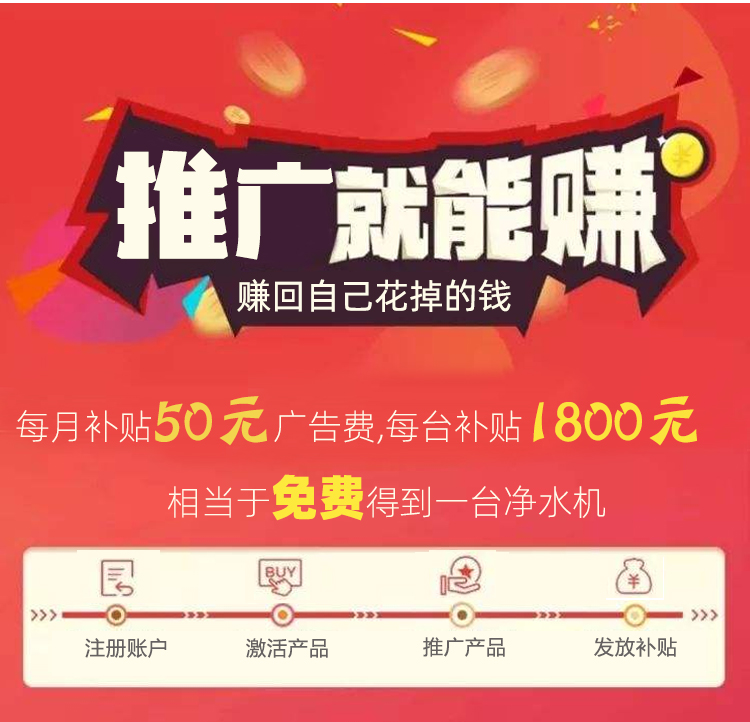 推广就能赚
赚回自己花掉的钱
每月补贴50元广告费,每台补贴1800元
相当于免费得到一台净水机
BUY
注册账户
激活产品
推广产品
发放补贴